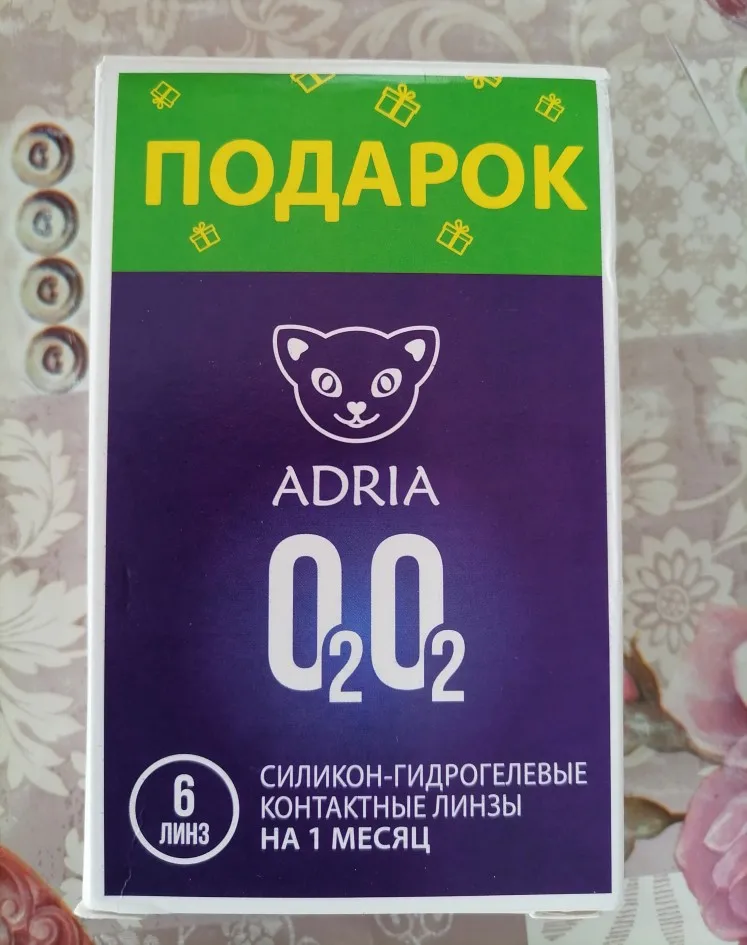 ПОДАРОК
ADRIA
O₂O₂
6
ЛИНЗ
СИЛИКОН-ГИДРОГЕЛЕВЫЕ
КОНТАКТНЫЕ ЛИНЗЫ
НА 1 МЕСЯЦ